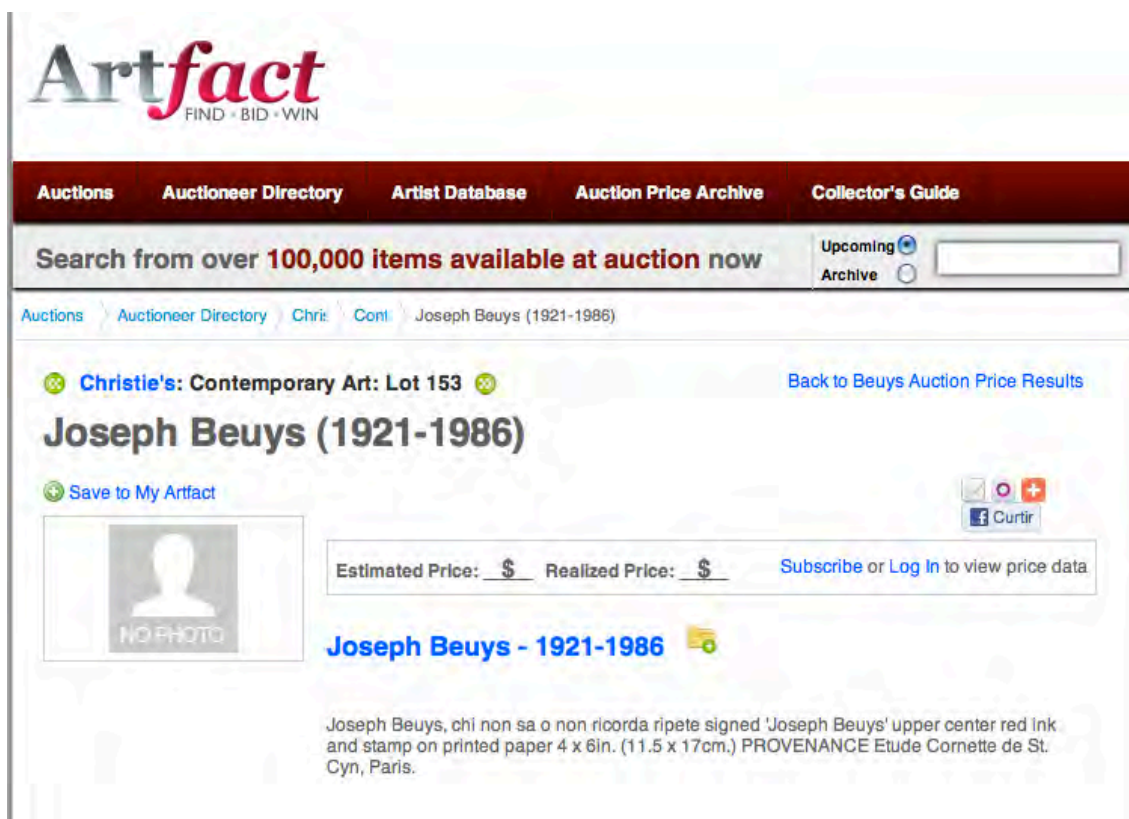 Artfact
FIND · BID · WIN
Auctions Auctioneer Directory Artist Database Auction Price Archive Collector's Guide
Search from over 100,000 items available at auction now
Upcoming
Archive
Auctions Auctioneer Directory Chris Cont Joseph Beuys (1921-1986)
Christie's: Contemporary Art: Lot 153
Back to Beuys Auction Price Results
Joseph Beuys (1921-1986)
Save to My Artfact
Curtir
NO PHOTO
Estimated Price: $ Realized Price: $ Subscribe or Log In to view price data
Joseph Beuys - 1921-1986
Joseph Beuys, chi non sa o non ricorda ripete signed 'Joseph Beuys' upper center red ink
and stamp on printed paper 4 x 6in. (11.5 x 17cm.) PROVENANCE Etude Cornette de St.
Cyn, Paris.